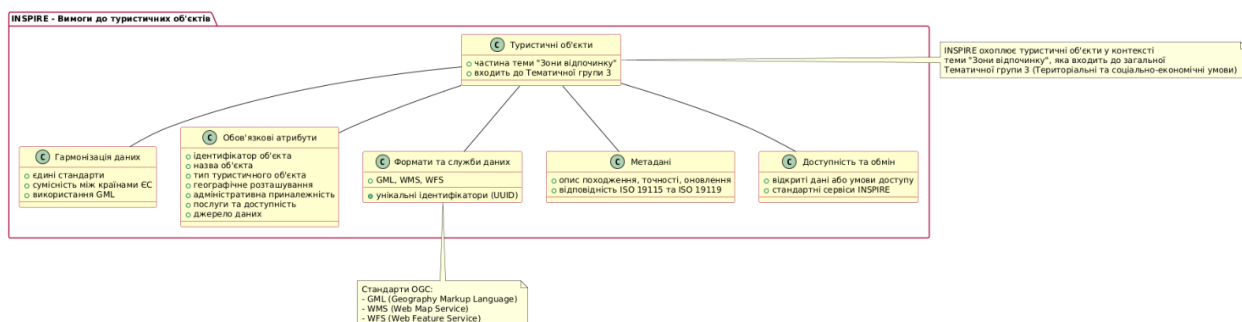 INSPIRE - Вимоги до туристичних об'єктів
C Туристичні об'єкти
частина теми "Зони відпочинку"
входить до Тематичної групи 3
INSPIRE охоплює туристичні об'єкти у контексті
теми "Зони відпочинку", яка входить до загальної
Тематичної групи 3 (Територіальні та соціально-економічні умови)
C Гармонізація даних
єдині стандарти
сумісність між країнами ЄС
використання GML
C Обов'язкові атрибути
ідентифікатор об'єкта
назва об'єкта
тип туристичного об'єкта
географічне розташування
адміністративна приналежність
послуги та доступність
джерело даних
C Формати та служби даних
GML, WMS, WFS
унікальні ідентифікатори (UUID)
C Метадані
опис походження, точності, оновлення
відповідність ISO 19115 та ISO 19119
C Доступність та обмін
відкриті дані або умови доступу
стандартні сервіси INSPIRE
Стандарти OGC:
- GML (Geography Markup Language)
- WMS (Web Map Service)
- WFS (Web Feature Service)